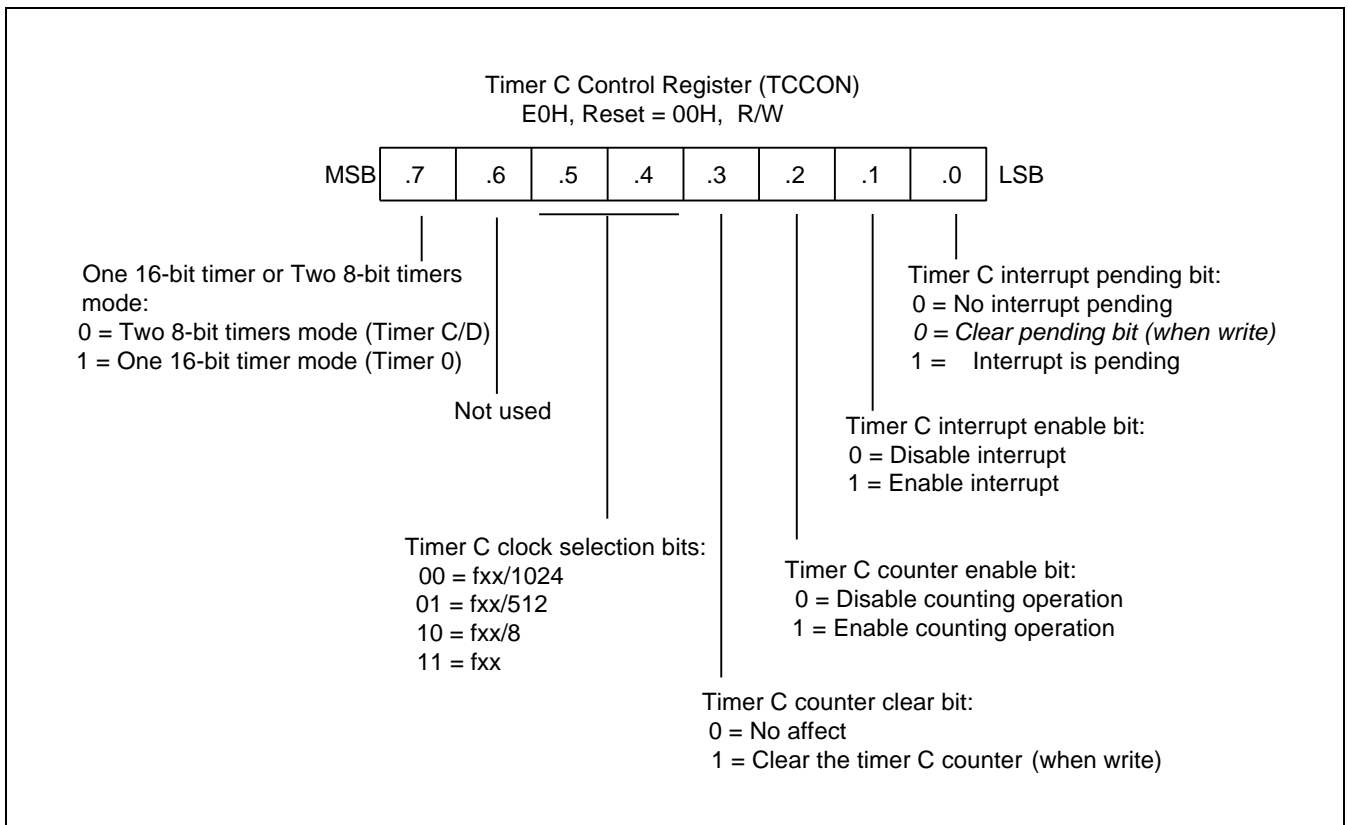 Timer C Control Register (TCCON)
E0H, Reset = 00H, R/W
MSB .7 .6 .5 .4 .3 .2 .1 .0 LSB
One 16-bit timer or Two 8-bit timers
mode:
0 = Two 8-bit timers mode (Timer C/D)
1 = One 16-bit timer mode (Timer 0)
Not used
Timer C clock selection bits:
00 = fxx/1024
01 = fxx/512
10 = fxx/8
11 = fxx
Timer C counter clear bit:
0 = No affect
1 = Clear the timer C counter (when write)
Timer C counter enable bit:
0 = Disable counting operation
1 = Enable counting operation
Timer C interrupt enable bit:
0 = Disable interrupt
1 = Enable interrupt
Timer C interrupt pending bit:
0 = No interrupt pending
0 = Clear pending bit (when write)
1 = Interrupt is pending